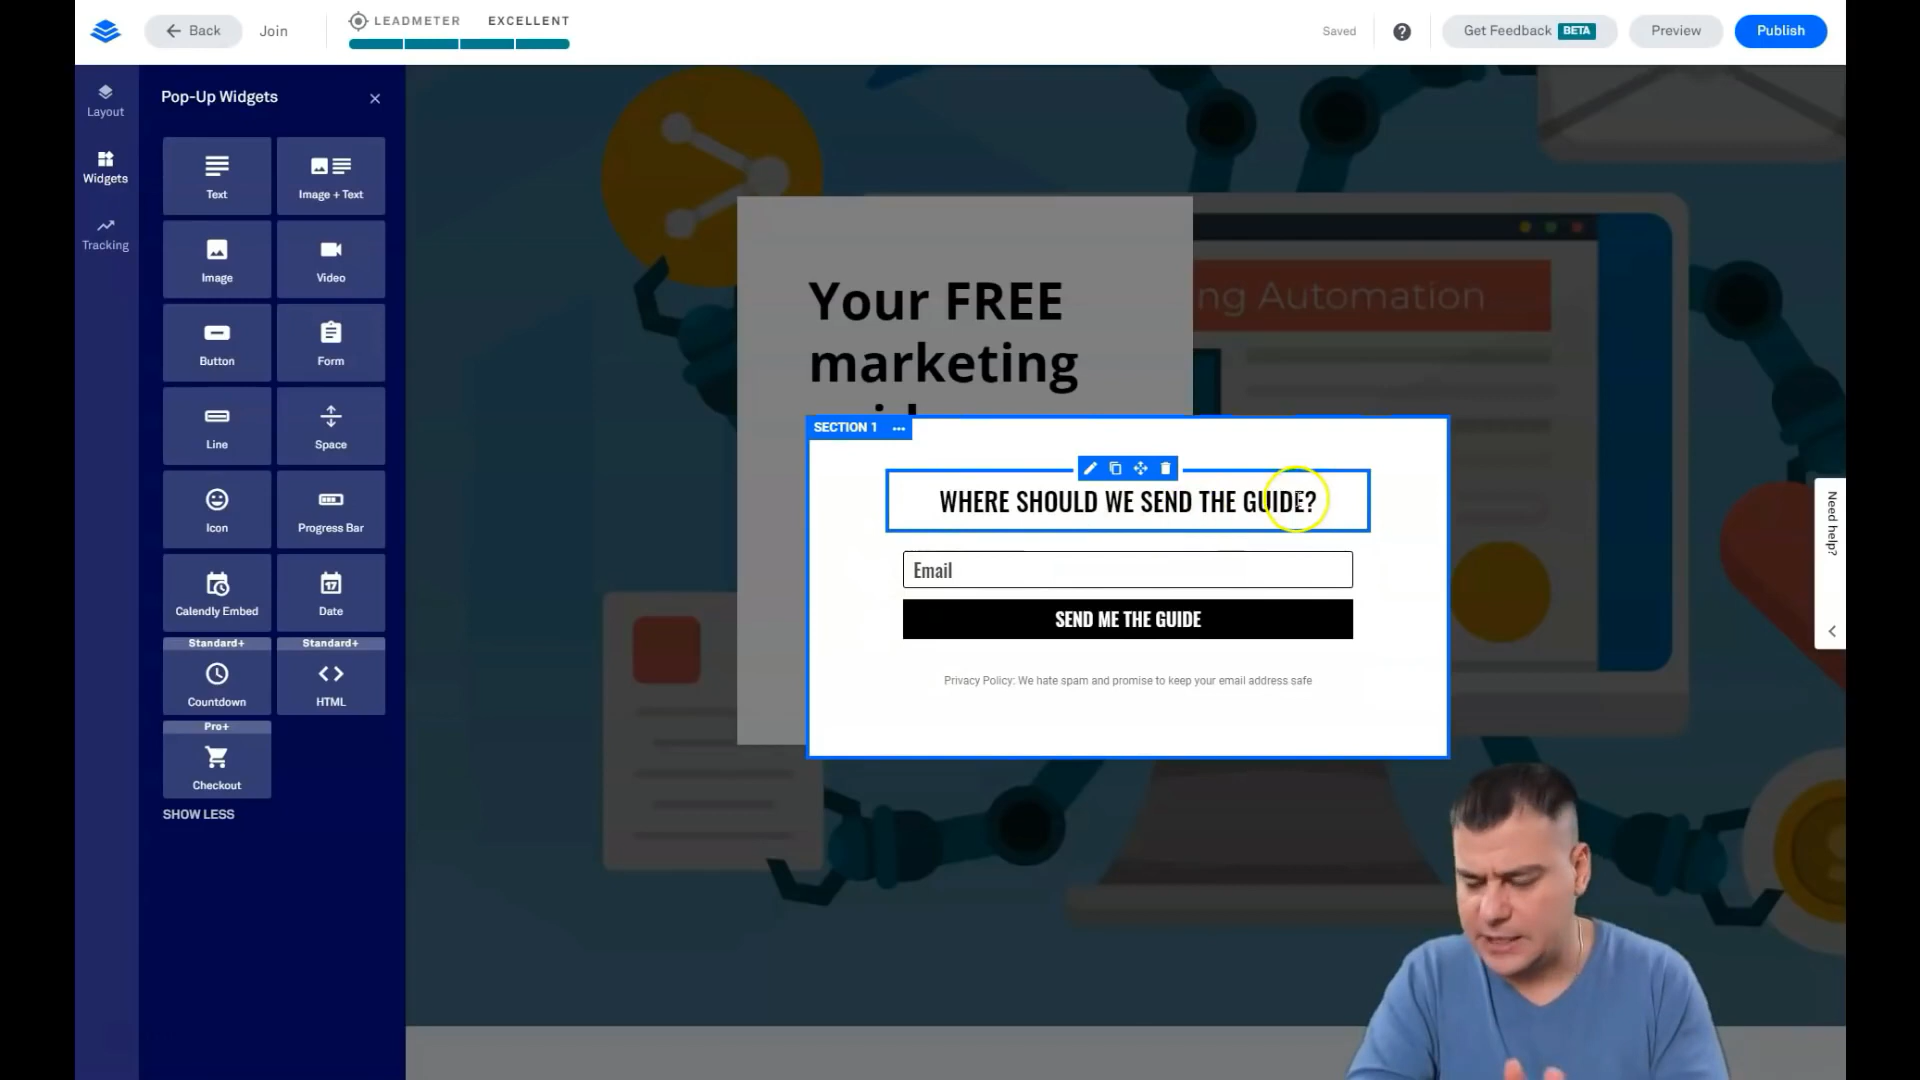 Back
Join
LEADMETER EXCELLENT
Saved
Get Feedback BETA
Preview
Publish
Layout
Widgets
Tracking
Pop-Up Widgets
Text
Image + Text
Image
Video
Button
Form
Line
Space
Icon
Progress Bar
Calendly Embed
17
Date
Standard+
Countdown
Standard+
HTML
Pro+
Checkout
SHOW LESS
Your FREE
marketing
ng Automation
SECTION 1
WHERE SHOULD WE SEND THE GUIDE?
Email
SEND ME THE GUIDE
Privacy Policy: We hate spam and promise to keep your email address safe
Need help?